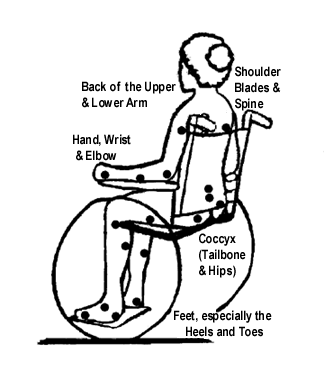 Shoulder
Blades &
Spine
Back of the Upper
& Lower Arm
Hand, Wrist
& Elbow
Coccyx
(Tailbone
& Hips)
Feet, especially the
Heels and Toes